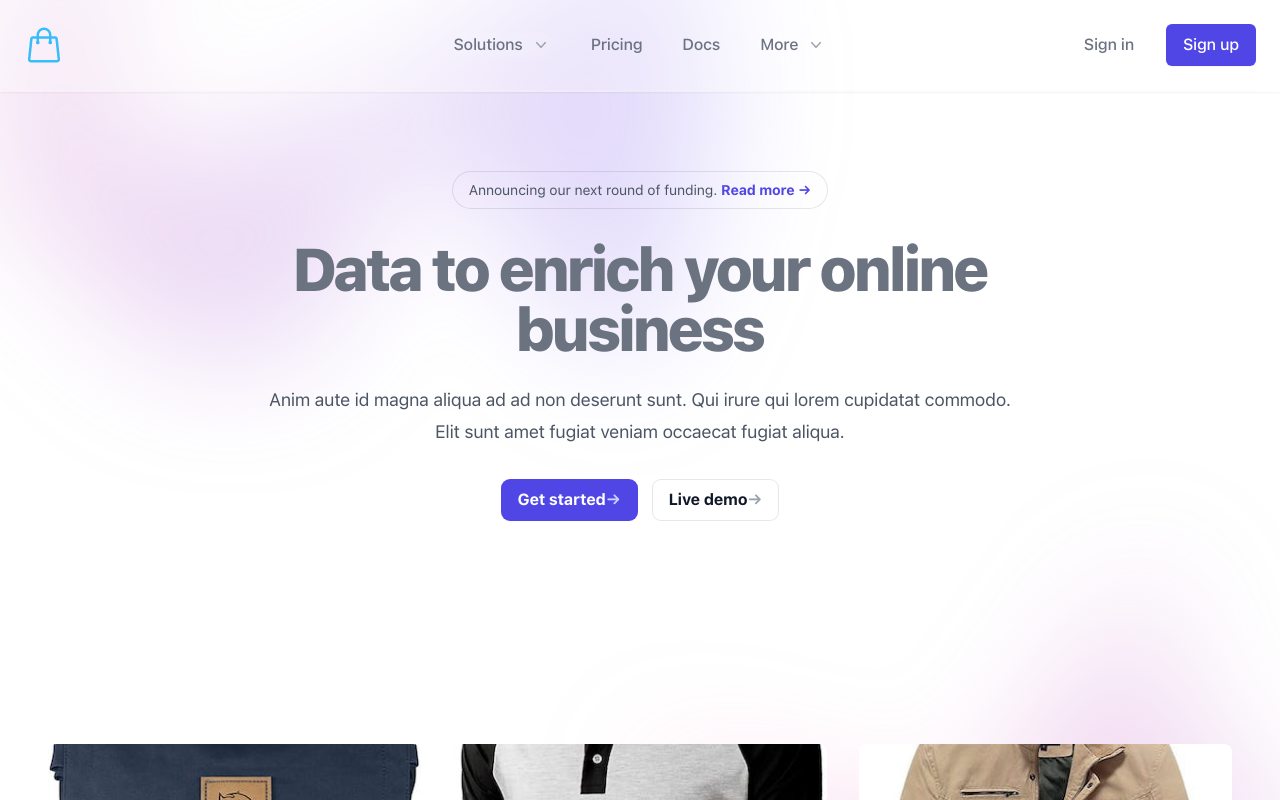 Solutions
Pricing
Docs
More
Sign in
Sign up
Announcing our next round of funding. Read more →
Data to enrich your online
business
Anim aute id magna aliqua ad ad non deserunt sunt. Qui irure qui lorem cupidatat commodo.
Elit sunt amet fugiat veniam occaecat fugiat aliqua.
Get started→
Live demo→